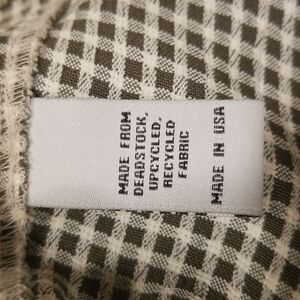 MADE FROM
DEADSTOCK,
UPCYCLED,
RECYCLED
FABRIC
MADE IN USA